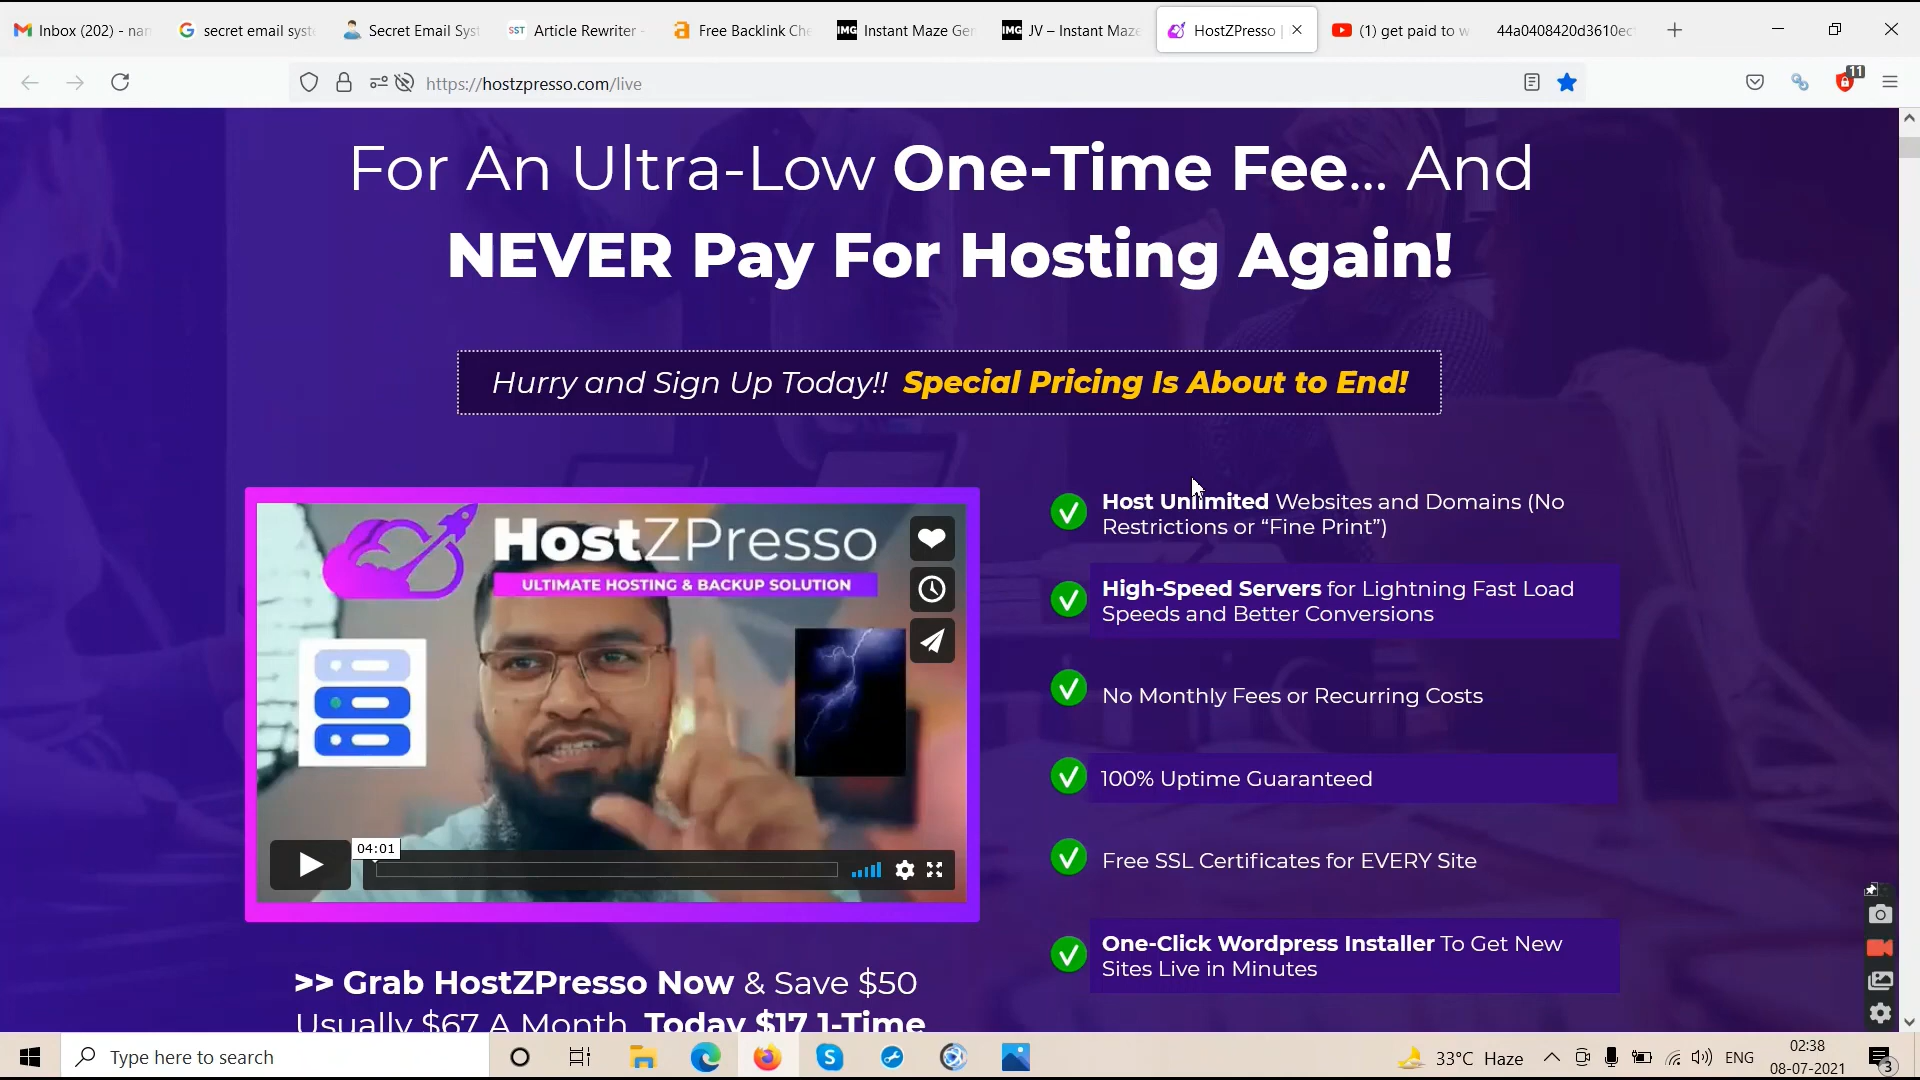 Inbox (202) - nar
secret email syst
Secret Email Sys
SST
Article Rewriter -
Free Backlink Che
IMG
Instant Maze Ger
IMG
JV – Instant Maze
HostZPresso |
(1) get paid to w
44a0408420d3610ec
https://hostzpresso.com/live
11
For An Ultra-Low One-Time Fee... And
NEVER Pay For Hosting Again!
Hurry and Sign Up Today!! Special Pricing Is About to End!
HostZPresso
ULTIMATE HOSTING & BACKUP SOLUTION
04:01
>> Grab HostZPresso Now & Save $50
Usually $67 A Month, Today $17 1-Time
Host Unlimited Websites and Domains (No
Restrictions or “Fine Print”)
High-Speed Servers for Lightning Fast Load
Speeds and Better Conversions
No Monthly Fees or Recurring Costs
100% Uptime Guaranteed
Free SSL Certificates for EVERY Site
One-Click Wordpress Installer To Get New
Sites Live in Minutes
Type here to search
33°C Haze
ENG
02:38
08-07-2021
3